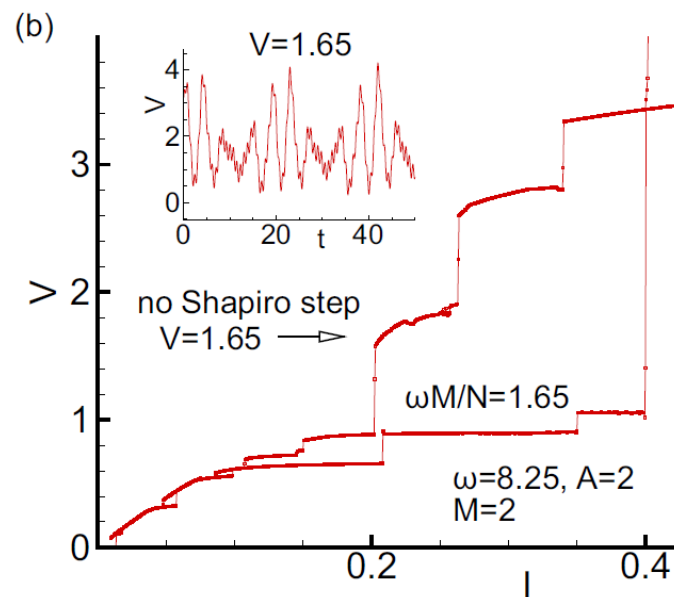 (b)
V=1.65
4
2
0
V
0
20
40
t
3
2
1
0
V
no Shapiro step
V=1.65
ωM/N=1.65
ω=8.25, A=2
M=2
0.2
0.4
I